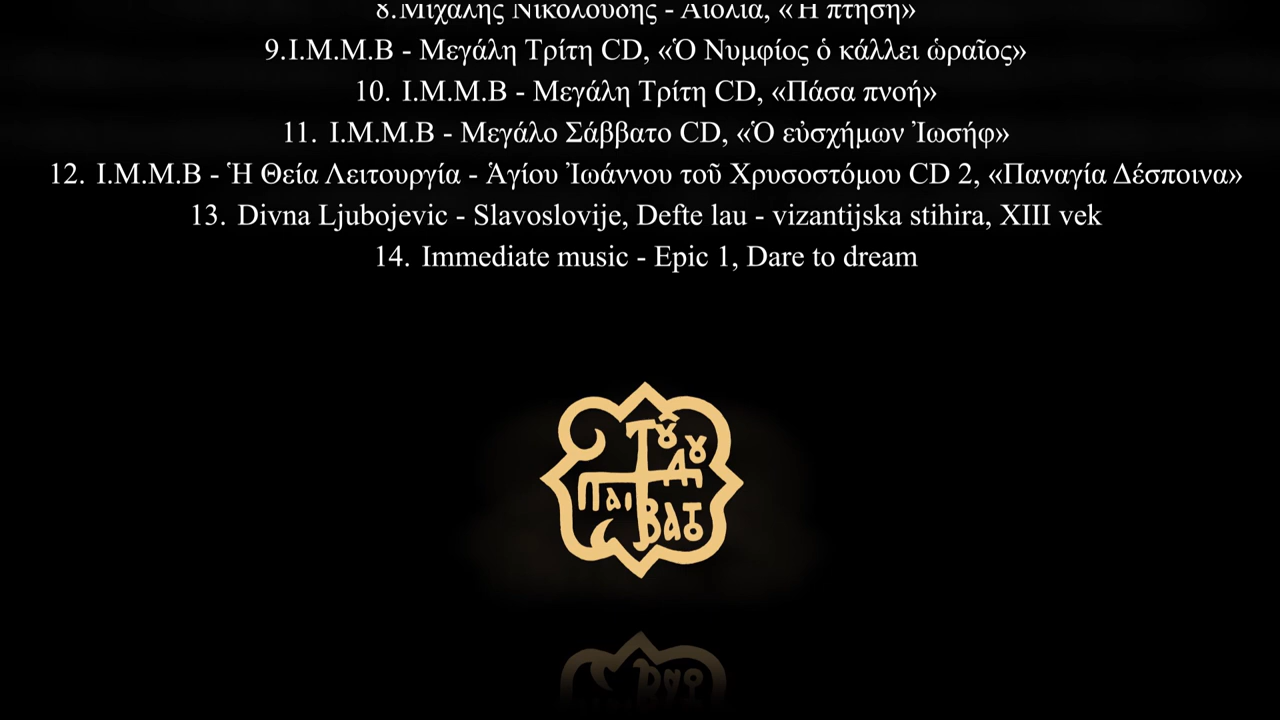 8.Μιχάλης Νικολούδης - Αἰολία, «Ἡ πτήση»
9.Ι.Μ.Μ.Β - Μεγάλη Τρίτη CD, «Ὁ Νυμφίος ὁ κάλλει ὡραῖος»
10. Ι.Μ.Μ.Β - Μεγάλη Τρίτη CD, «Πάσα πνοή»
11. Ι.Μ.Μ.Β - Μεγάλο Σάββατο CD, «Ὁ εὐσχήμων Ἰωσήφ»
12. Ι.Μ.Μ.Β - Ἡ Θεία Λειτουργία - Ἁγίου Ἰωάννου τοῦ Χρυσοστόμου CD 2, «Παναγία Δέσποινα»
13. Divna Ljubojevic - Slavoslovije, Defte lau - vizantijska stihira, XIII vek
14. Immediate music - Epic 1, Dare to dream